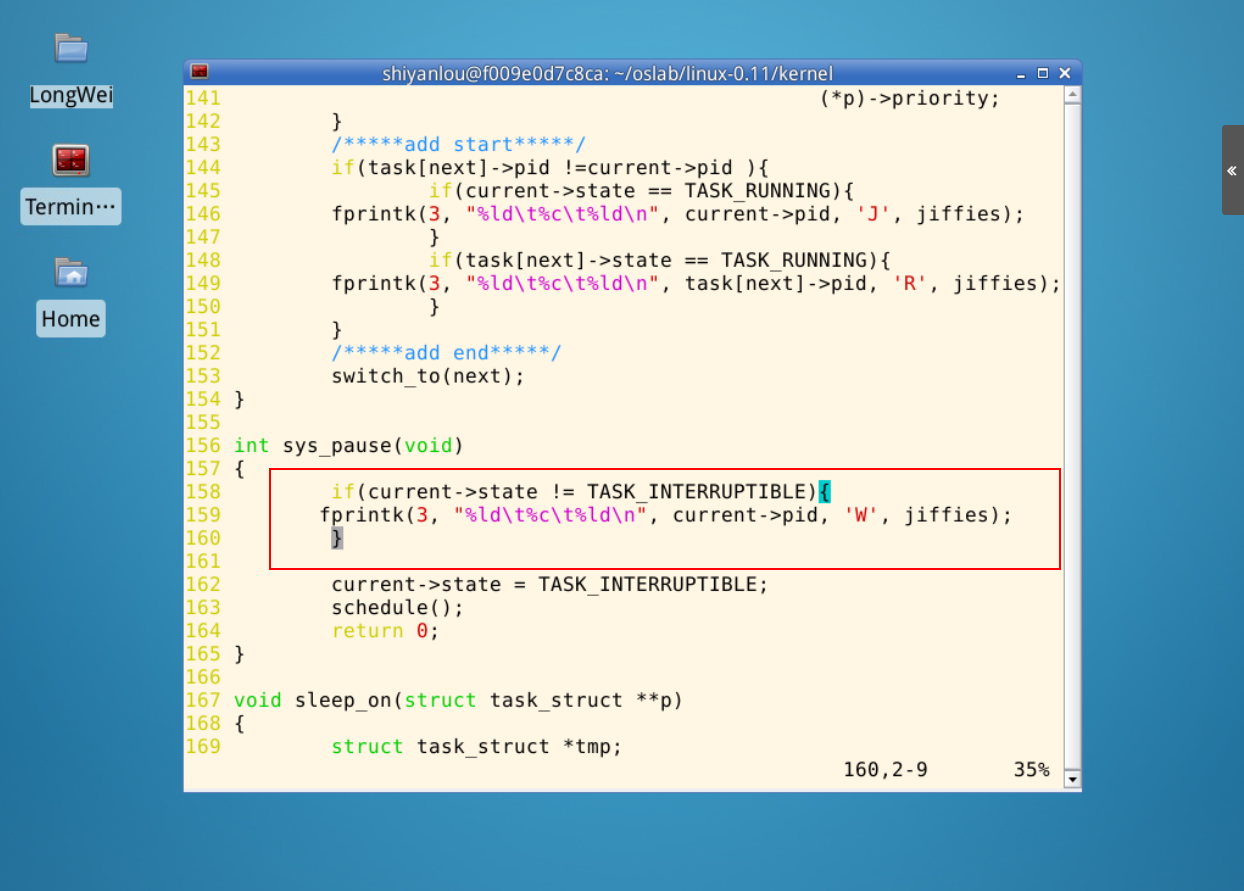 LongWei
Termin⋯
Home
shiyanlou@f009e0d7c8ca: ~/oslab/linux-0.11/kernel
141 (*p)->priority;
142 }
143 /*****add start*****/
144 if(task[next]->pid !=current->pid ){
145 if(current->state == TASK_RUNNING){
146 fprintk(3, "%ld\t%c\t%ld\n", current->pid, 'J', jiffies);
147 }
148 if(task[next]->state == TASK_RUNNING){
149 fprintk(3, "%ld\t%c\t%ld\n", task[next]->pid, 'R', jiffies);
150 }
151 }
152 /*****add end*****/
153 switch_to(next);
154 }
155
156 int sys_pause(void)
157 {
158 if(current->state != TASK_INTERRUPTIBLE){
159 fprintk(3, "%ld\t%c\t%ld\n", current->pid, 'W', jiffies);
160 }
161
162 current->state = TASK_INTERRUPTIBLE;
163 schedule();
164 return 0;
165 }
166
167 void sleep_on(struct task_struct **p)
168 {
169 struct task_struct *tmp;
160,2-9 35%
«